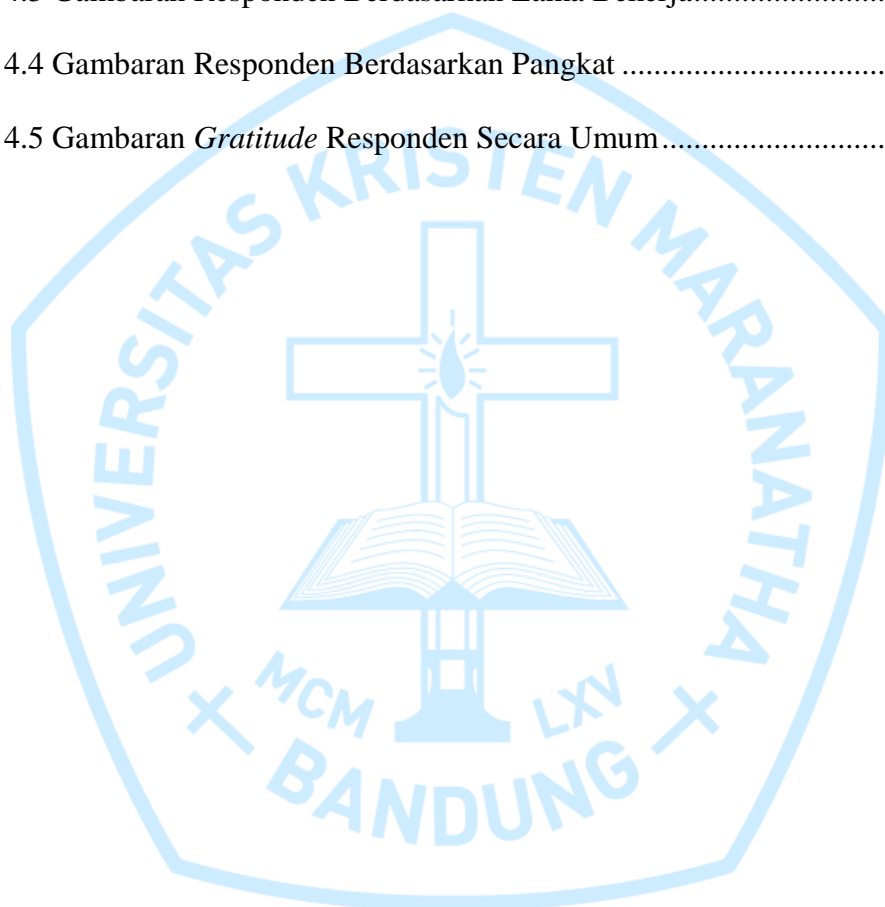 4.3 Gambaran Responden Berdasarkan Lama Bekerja........................
4.4 Gambaran Responden Berdasarkan Pangkat .................................
4.5 Gambaran Gratitude Responden Secara Umum............................
UNIVERSITAS KRISTEN MARANATHA
MCM LXV
+ BANDUNG +